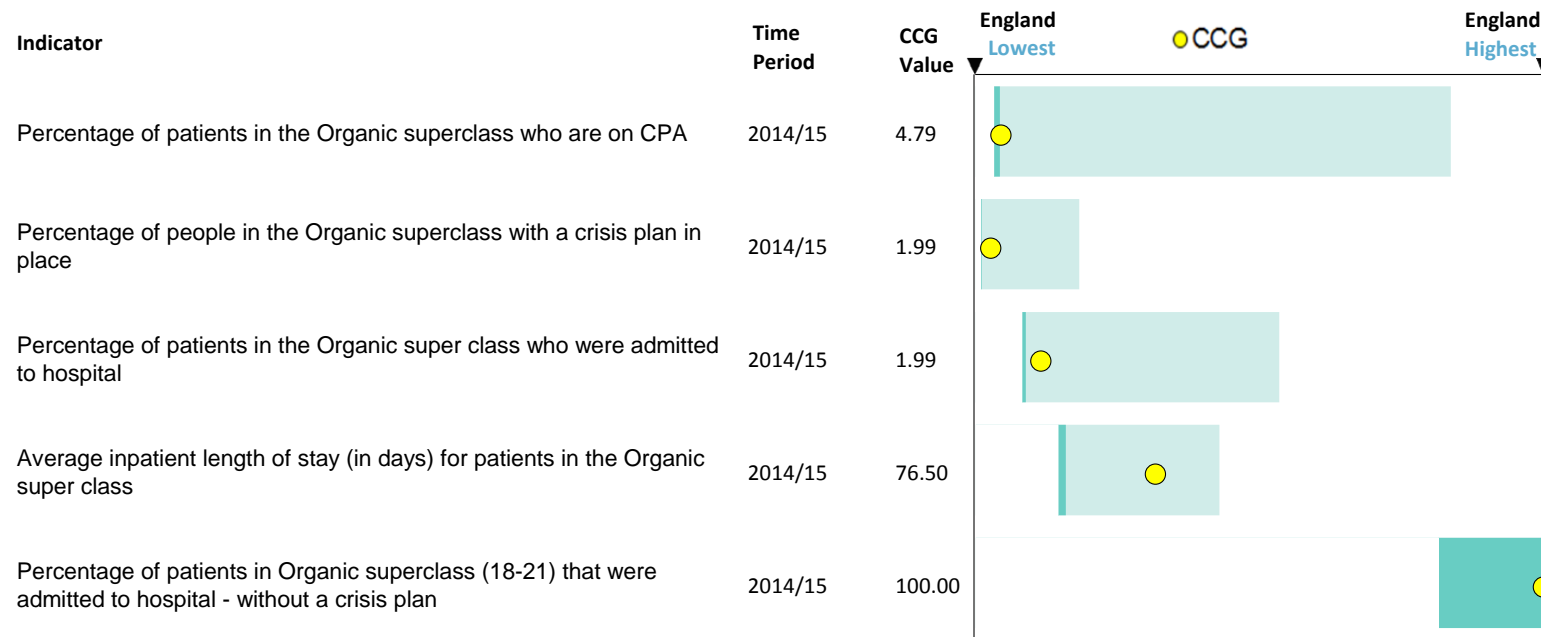 Indicator
Time
Period
CCG
Value
England
Lowest
CCG
England
Highest
Percentage of patients in the Organic superclass who are on CPA 2014/15 4.79
Percentage of people in the Organic superclass with a crisis plan in
place
2014/15 1.99
Percentage of patients in the Organic super class who were admitted
to hospital
2014/15 1.99
Average inpatient length of stay (in days) for patients in the Organic
super class
2014/15 76.50
Percentage of patients in Organic superclass (18-21) that were
admitted to hospital - without a crisis plan
2014/15 100.00